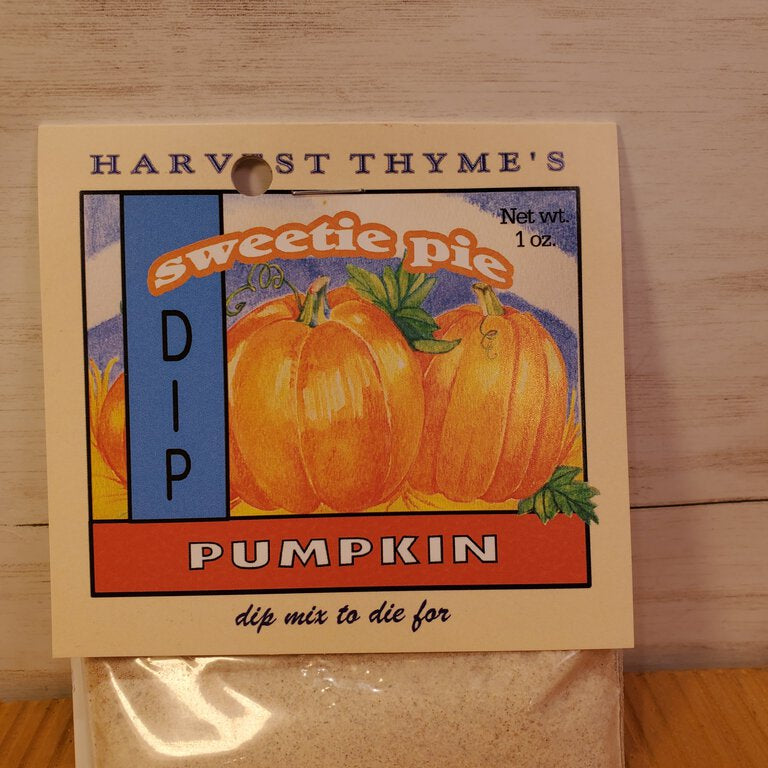 HARVEST THYME'S
Net wt.
1 oz.
sweetie pie
DIP
PUMPKIN
dip mix to die for